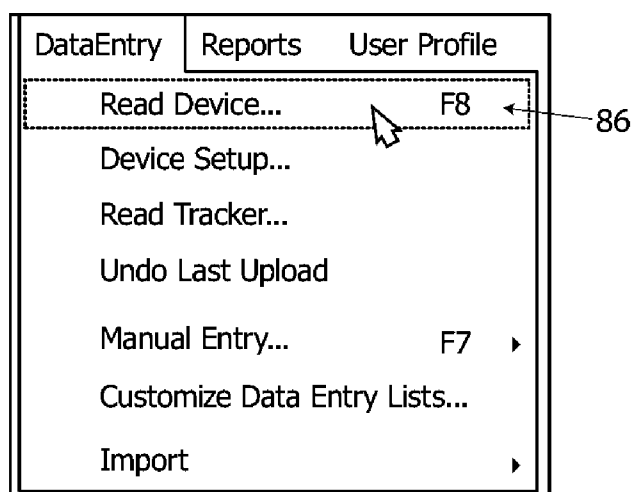 DataEntry Reports User Profile
Read Device... F8
86
Device Setup...
Read Tracker...
Undo Last Upload
Manual Entry... F7
Customize Data Entry Lists...
Import